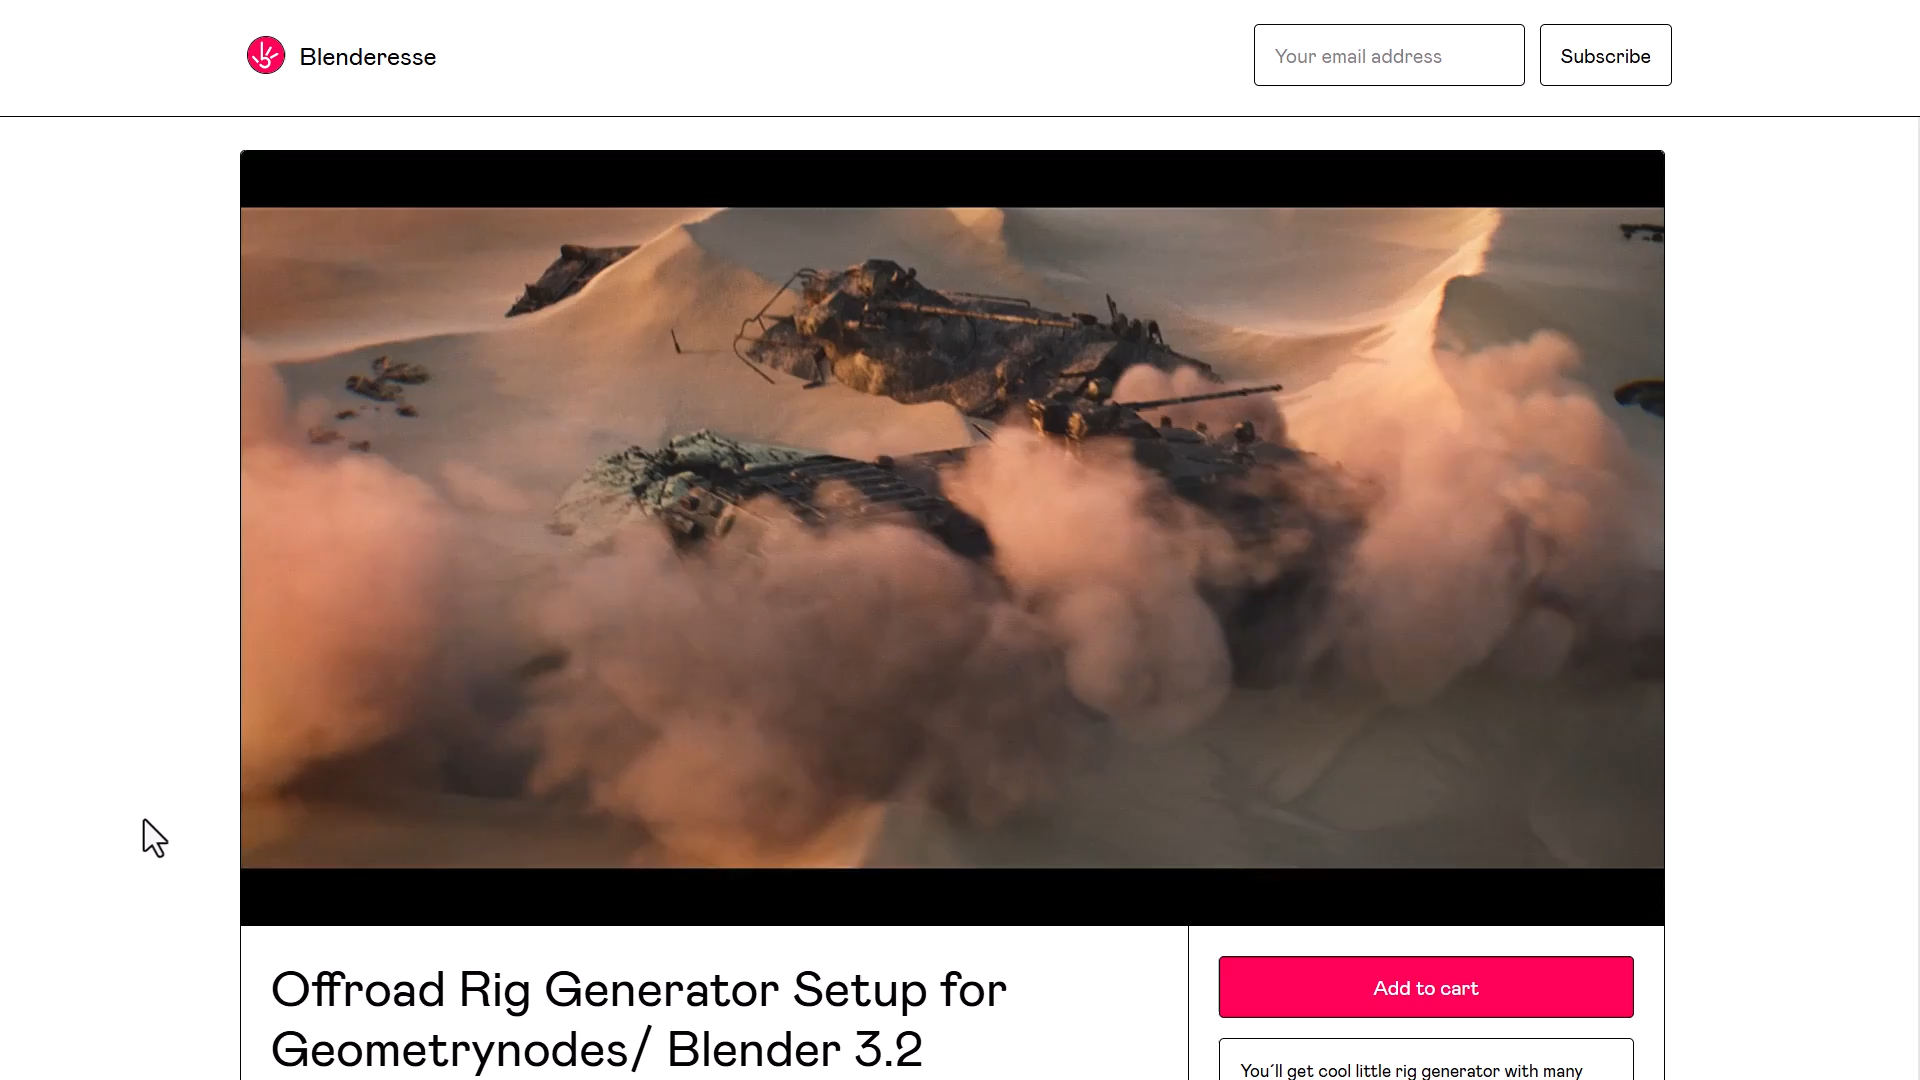 Blenderesse
Your email address
Subscribe
Offroad Rig Generator Setup for
Geometrynodes/ Blender 3.2
Add to cart
You´ll get cool little rig generator with many